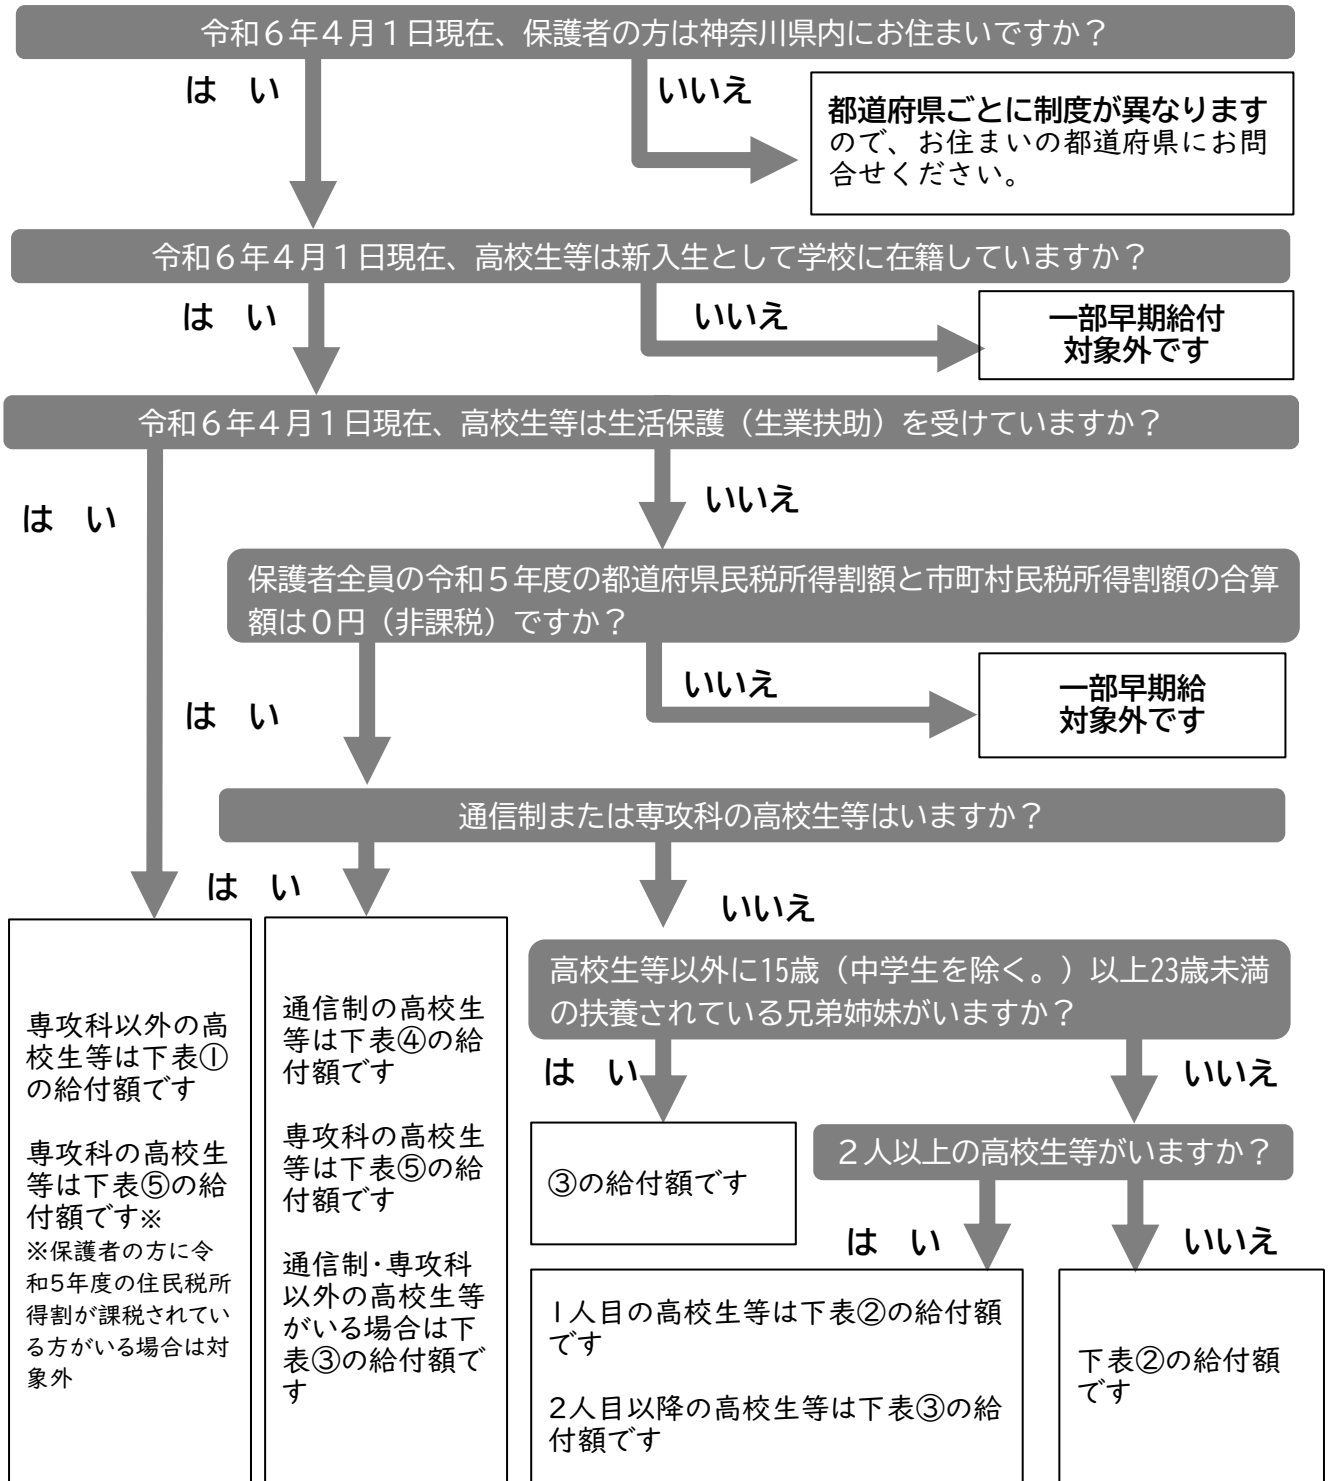 令和６年４月１日現在、保護者の方は神奈川県内にお住まいですか？
は　い
いいえ
都道府県ごとに制度が異なります
ので、お住まいの都道府県にお問
合せください。
令和６年４月１日現在、高校生等は新入生として学校に在籍していますか？
は　い
いいえ
一部早期給付
対象外です
令和６年４月１日現在、高校生等は生活保護（生業扶助）を受けていますか？
は　い
いいえ
保護者全員の令和５年度の都道府県民税所得割額と市町村民税所得割額の合算
額は０円（非課税）ですか？
は　い
いいえ
一部早期給
対象外です
通信制または専攻科の高校生等はいますか？
は　い
いいえ
専攻科以外の高
校生等は下表①
の給付額です
専攻科の高校生
等は下表⑤の給
付額です※
※保護者の方に令
和5年度の住民税所
得割が課税されてい
る方がいる場合は対
象外
通信制の高校生
等は下表④の給
付額です
専攻科の高校生
等は下表⑤の給
付額です
通信制・専攻科
以外の高校生等
がいる場合は下
表③の給付額で
す
高校生等以外に15歳（中学生を除く。）以上23歳未満
の扶養されている兄弟姉妹がいますか？
は　い
いいえ
③の給付額です
２人以上の高校生等がいますか？
は　い
いいえ
1人目の高校生等は下表②の給付額
です
2人目以降の高校生等は下表③の給
付額です
下表②の給付額
です